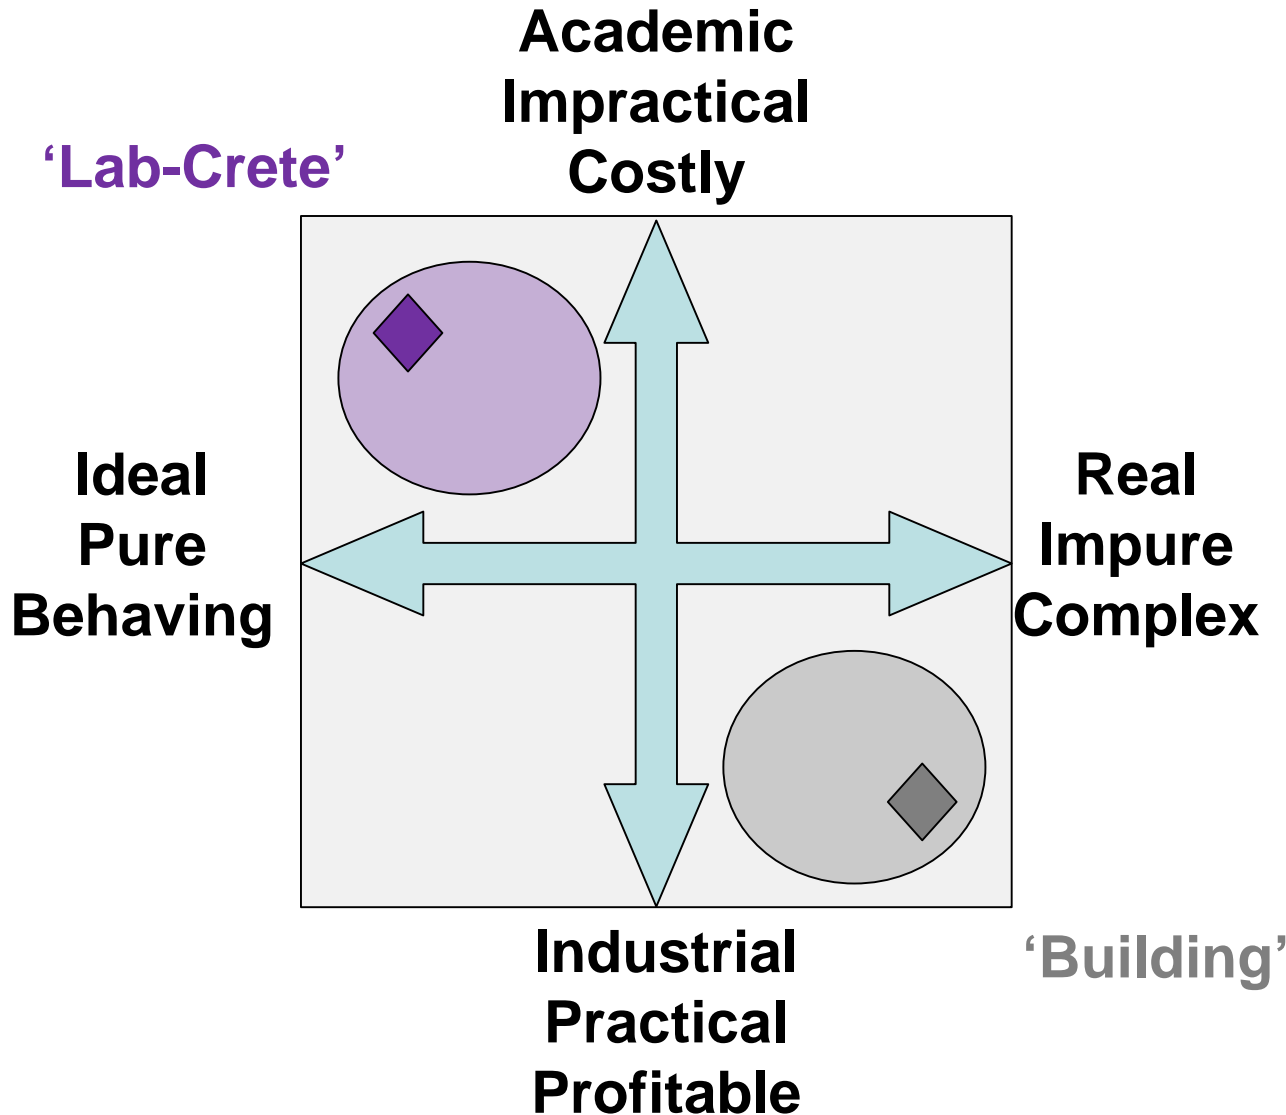 Academic
Impractical
Costly
‘Lab-Crete’
Ideal
Pure
Behaving
Real
Impure
Complex
Industrial
Practical
Profitable
‘Building’